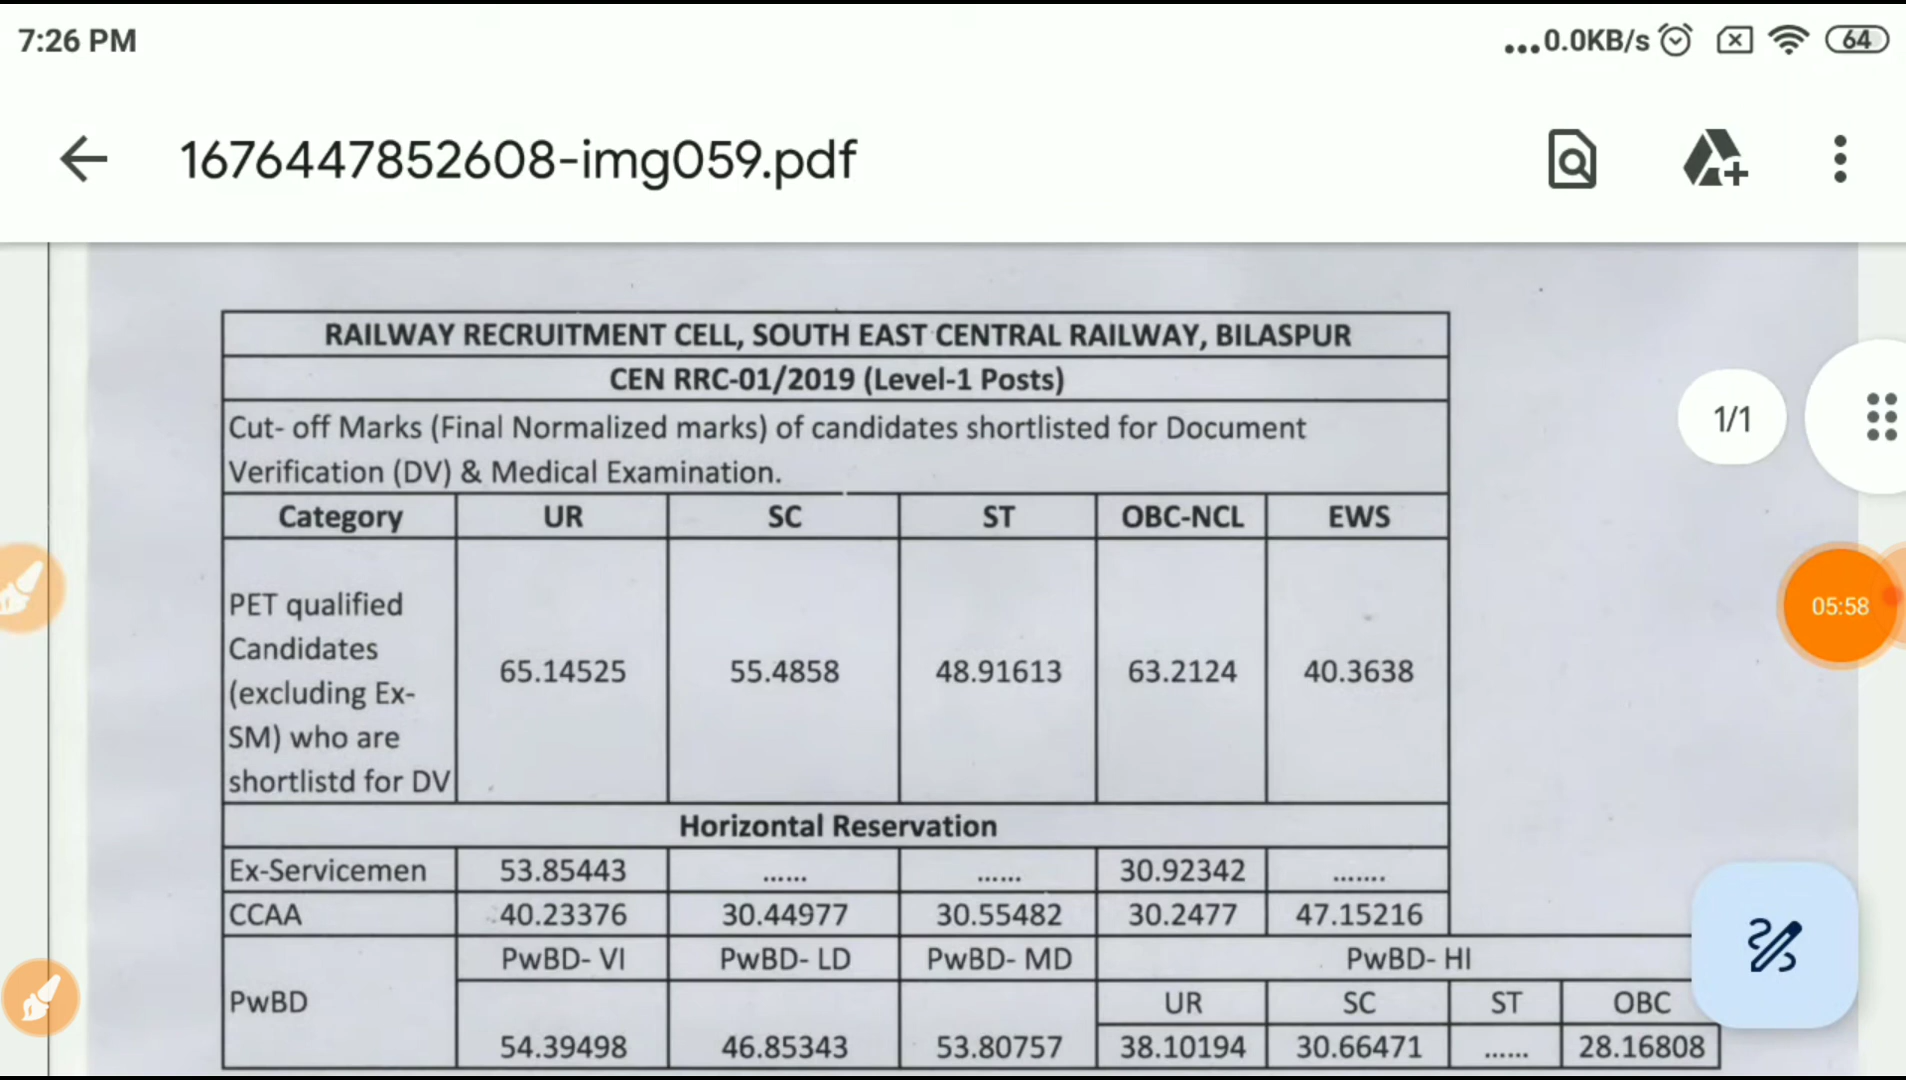 7:26 PM
...0.0KB/s
64
1676447852608-img059.pdf
RAILWAY RECRUITMENT CELL, SOUTH EAST CENTRAL RAILWAY, BILASPUR
CEN RRC-01/2019 (Level-1 Posts)
Cut- off Marks (Final Normalized marks) of candidates shortlisted for Document
Verification (DV) & Medical Examination.
1/1
Category UR SC ST OBC-NCL EWS
PET qualified
Candidates
(excluding Ex-
SM) who are
shortlistd for DV
65.14525 55.4858 48.91613 63.2124 40.3638
05:58
Horizontal Reservation
Ex-Servicemen 53.85443 ...... ...... 30.92342 .......
CCAA 40.23376 30.44977 30.55482 30.2477 47.15216
PwBD
PwBD- VI PwBD- LD PwBD- MD PwBD- HI
UR SC ST OBC
54.39498 46.85343 53.80757 38.10194 30.66471 ...... 28.16808